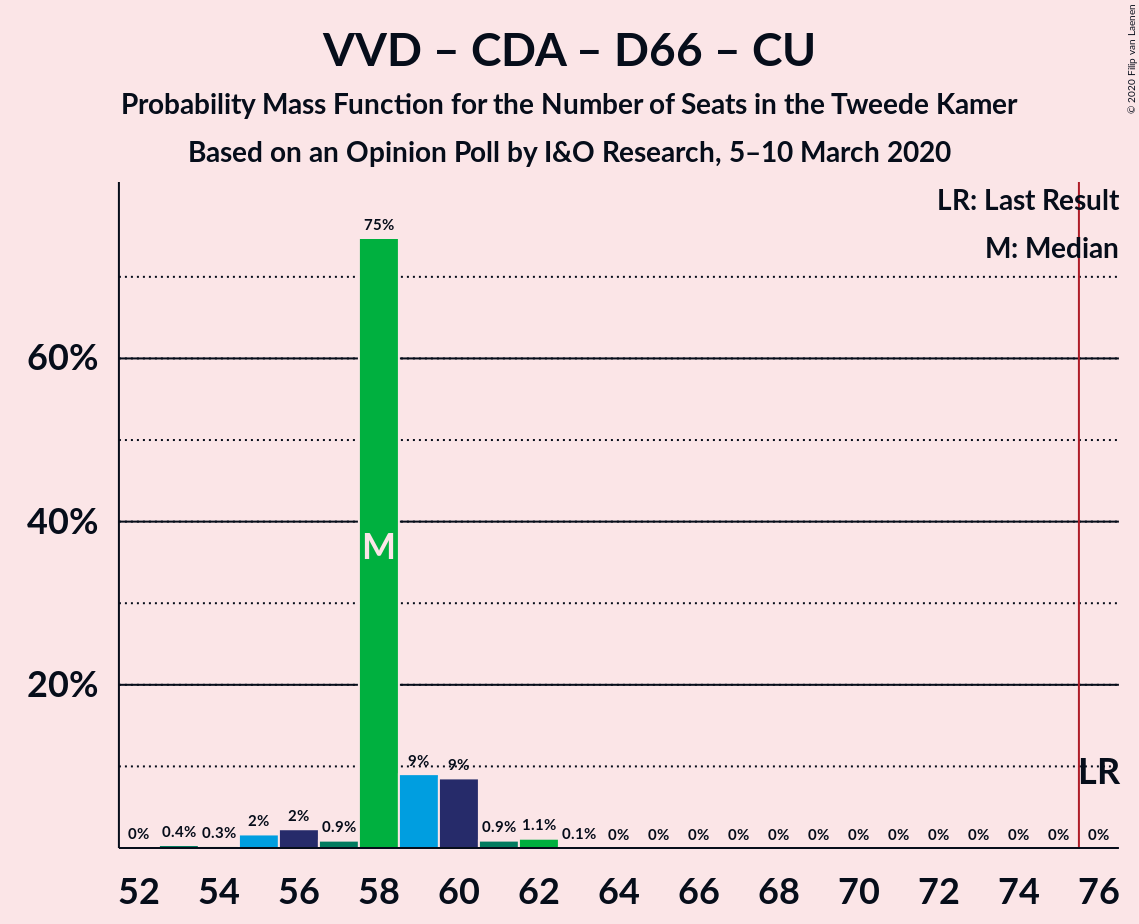 VVD – CDA – D66 – CU
Probability Mass Function for the Number of Seats in the Tweede Kamer
Based on an Opinion Poll by I&O Research, 5–10 March 2020
© 2020 Filip van Laenen
LR: Last Result
M: Median
60%
40%
20%
M
LR
0% 0.4% 0.3% 2% 2% 0.9% 75% 9% 9% 0.9% 1.1% 0.1% 0% 0% 0% 0% 0% 0% 0% 0% 0% 0% 0% 0% 0%
52 54 56 58 60 62 64 66 68 70 72 74 76